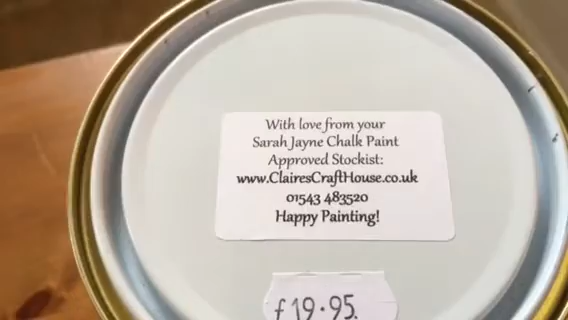 With love from your
Sarah Jayne Chalk Paint
Approved Stockist:
www.ClairesCraftHouse.co.uk
01543 483520
Happy Painting!
£19.95.